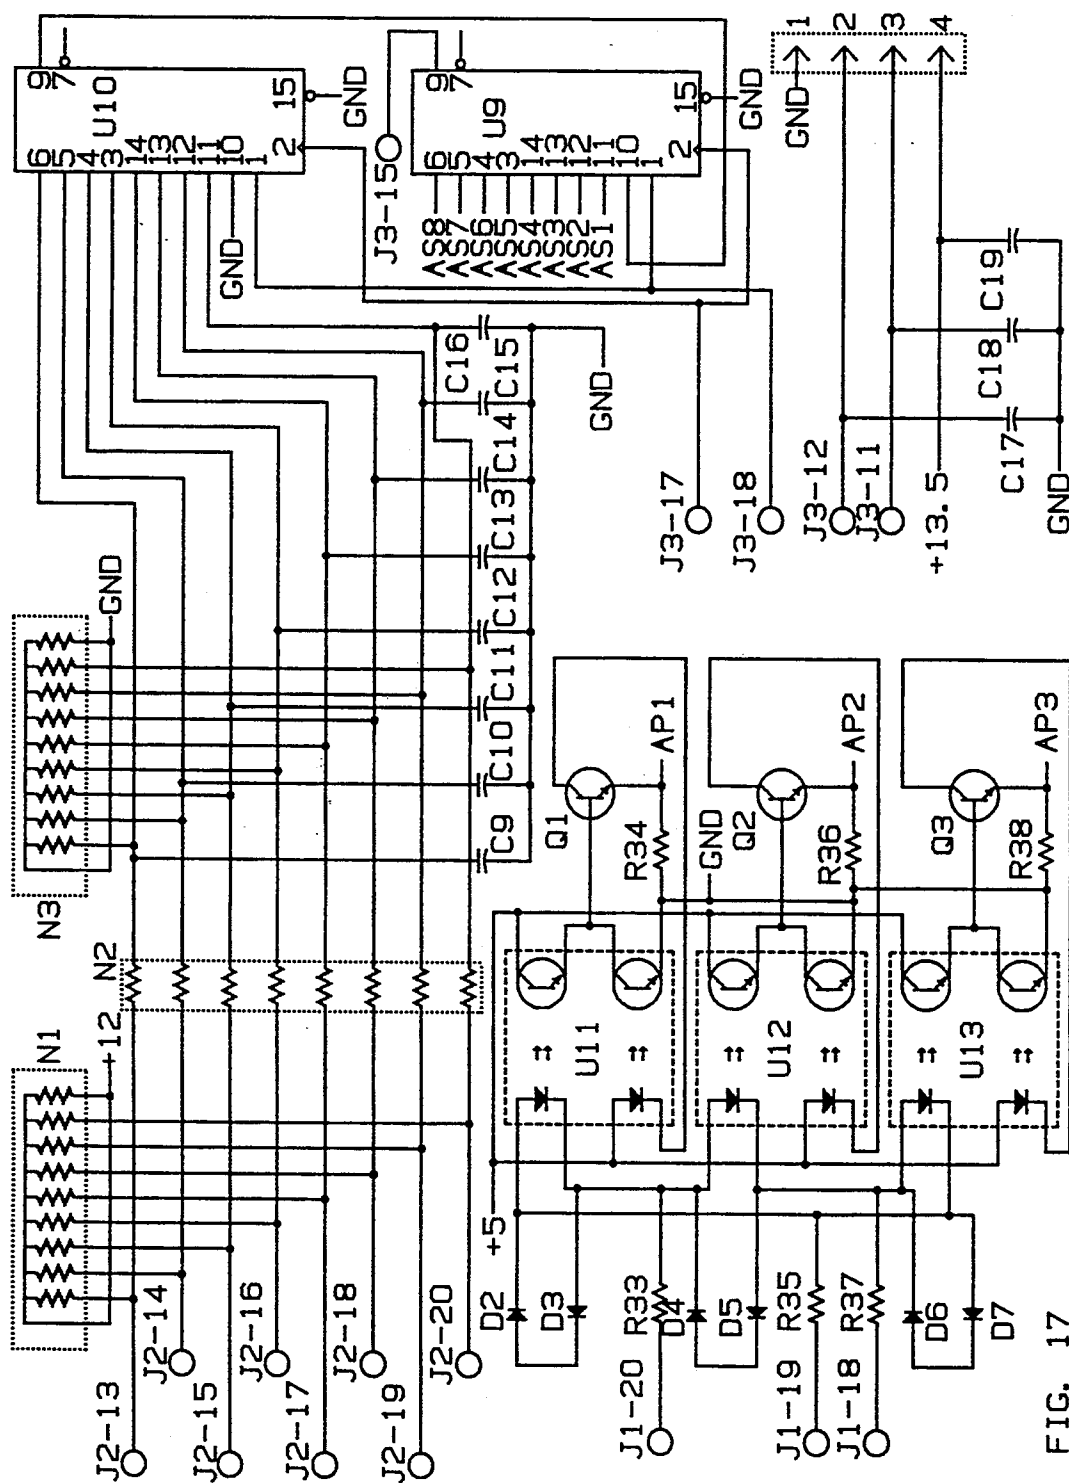 J2-13
J2-14
J2-15
J2-16
J2-17
J2-18
J2-19
J2-20
N1
+12
N2
N3
GND
C9
C10
C11
C12
C13
C14
C15
C16
GND
6
5
4
3
14
13
12
11
10
1
2
9
7
15
U10
GND
GND
J3-15
AS8
AS7
AS6
AS5
AS4
AS3
AS2
AS1
6
5
4
3
14
13
12
11
10
1
2
9
7
15
U9
GND
J3-17
J3-18
+5
D2
D3
R33
J1-20
D4
D5
R35
J1-19
R37
J1-18
D6
D7
U11
U12
U13
Q1
R34
AP1
GND
Q2
R36
AP2
Q3
R38
AP3
J3-12
J3-11
+13.5
GND
C17
C18
C19
GND
1
2
3
4
FIG. 17